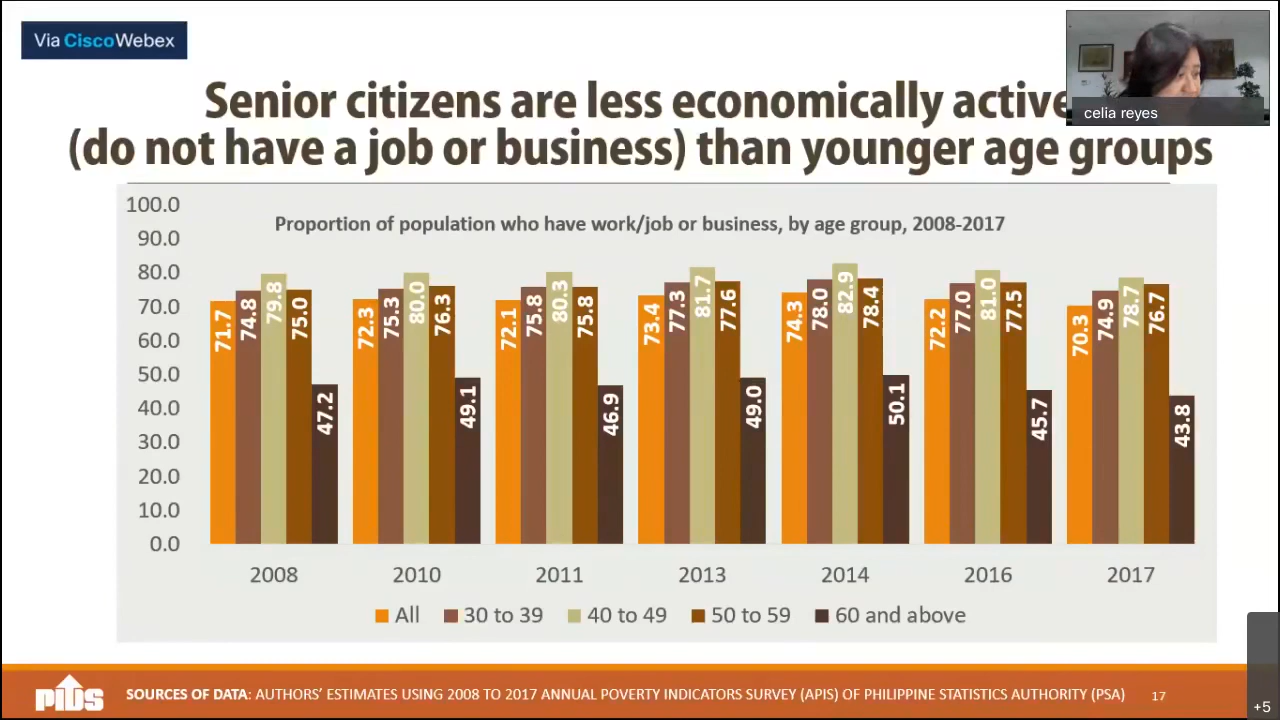 Via CiscoWebex
celia reyes
Senior citizens are less economically active
(do not have a job or business) than younger age groups
Proportion of population who have work/job or business, by age group, 2008-2017
100.0
90.0
80.0
70.0
60.0
50.0
40.0
30.0
20.0
10.0
0.0
71.7 74.8 79.8 75.0 47.2
72.3 75.3 80.0 76.3 49.1
72.1 75.8 80.3 75.8 46.9
73.4 77.3 81.7 77.6 49.0
74.3 78.0 82.9 78.4 50.1
72.2 77.0 81.0 77.5 45.7
70.3 74.9 78.7 76.7 43.8
2008 2010 2011 2013 2014 2016 2017
All 30 to 39 40 to 49 50 to 59 60 and above
pids SOURCES OF DATA: AUTHORS' ESTIMATES USING 2008 TO 2017 ANNUAL POVERTY INDICATORS SURVEY (APIS) OF PHILIPPINE STATISTICS AUTHORITY (PSA) 17
+5